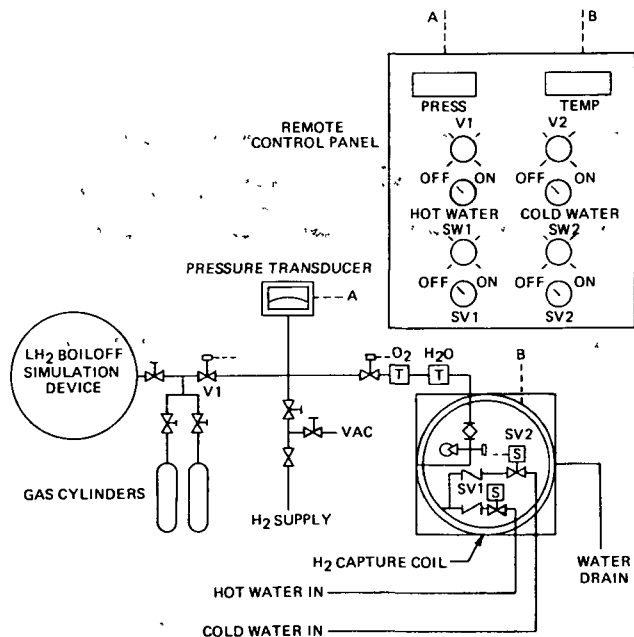 A B
PRESS TEMP
REMOTE
CONTROL PANEL
V1 V2
OFF ON OFF ON
HOT WATER COLD WATER
SW1 SW2
OFF ON OFF ON
SV1 SV2
PRESSURE TRANSDUCER
A
LH2 BOILOFF
SIMULATION
DEVICE
V1
O2 H2O
T T
B
VAC
SV2
S
SV1
S
GAS CYLINDERS
H2 SUPPLY
H2 CAPTURE COIL
WATER
DRAIN
HOT WATER IN
COLD WATER IN